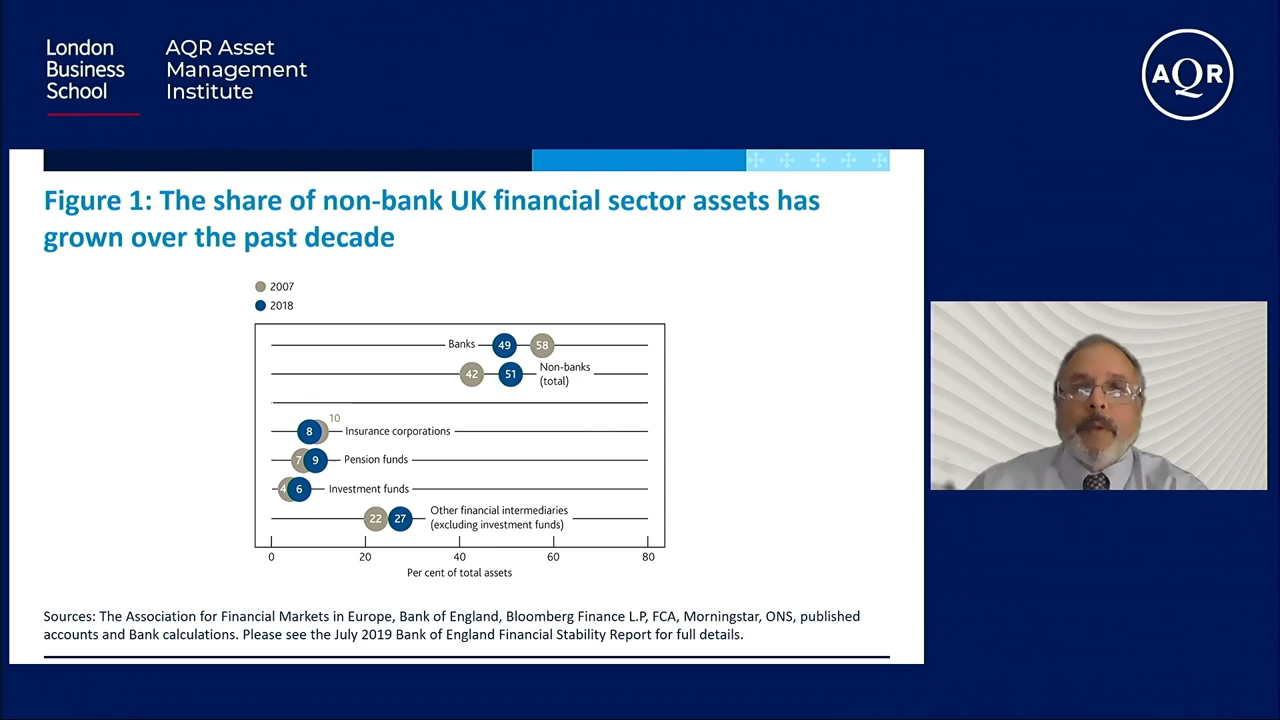 London
Business
School
AQR Asset
Management
Institute
AQR
Figure 1: The share of non-bank UK financial sector assets has
grown over the past decade
2007
2018
Banks 49 58
42 51 Non-banks
(total)
10
8 Insurance corporations
7 9 Pension funds
4 6 Investment funds
22 27 Other financial intermediaries
(excluding investment funds)
0 20 40 60 80
Per cent of total assets
Sources: The Association for Financial Markets in Europe, Bank of England, Bloomberg Finance L.P, FCA, Morningstar, ONS, published
accounts and Bank calculations. Please see the July 2019 Bank of England Financial Stability Report for full details.